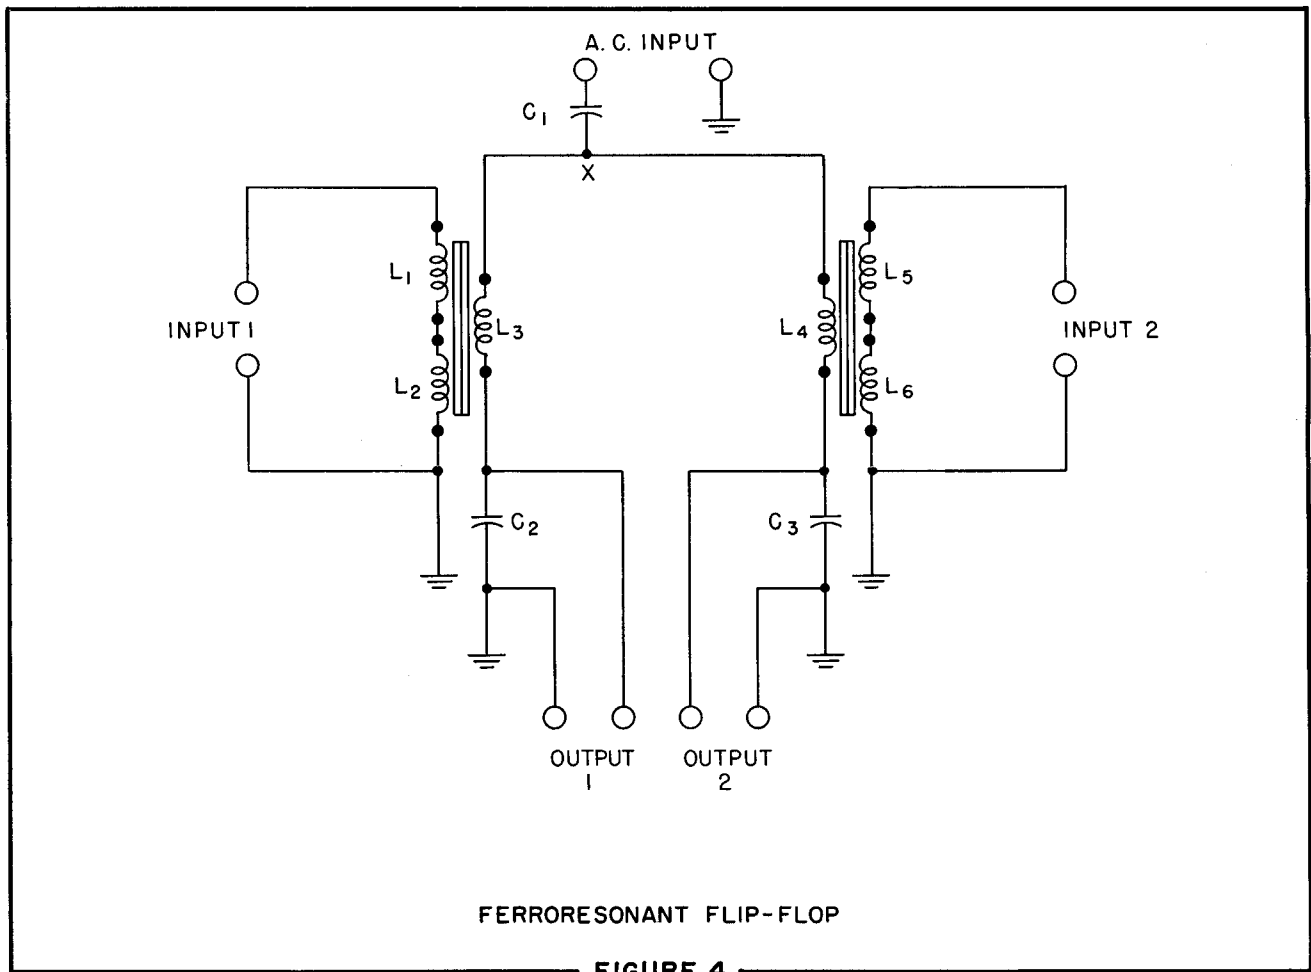 A. C. INPUT
C1
X
L1
L3
L4
L5
INPUT 1
INPUT 2
L2
L6
C2
C3
OUTPUT
1
OUTPUT
2
FERRORESONANT FLIP-FLOP
FIGURE 4